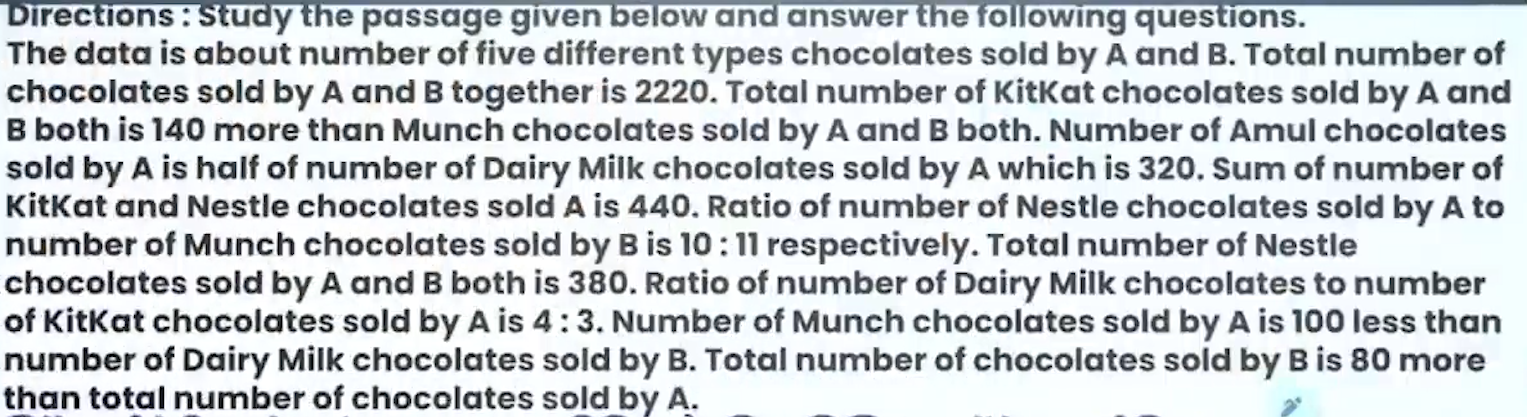 Directions : Study the passage given below and answer the following questions.
The data is about number of five different types chocolates sold by A and B. Total number of
chocolates sold by A and B together is 2220. Total number of KitKat chocolates sold by A and
B both is 140 more than Munch chocolates sold by A and B both. Number of Amul chocolates
sold by A is half of number of Dairy Milk chocolates sold by A which is 320. Sum of number of
KitKat and Nestle chocolates sold A is 440. Ratio of number of Nestle chocolates sold by A to
number of Munch chocolates sold by B is 10 : 11 respectively. Total number of Nestle
chocolates sold by A and B both is 380. Ratio of number of Dairy Milk chocolates to number
of KitKat chocolates sold by A is 4 : 3. Number of Munch chocolates sold by A is 100 less than
number of Dairy Milk chocolates sold by B. Total number of chocolates sold by B is 80 more
than total number of chocolates sold by A.